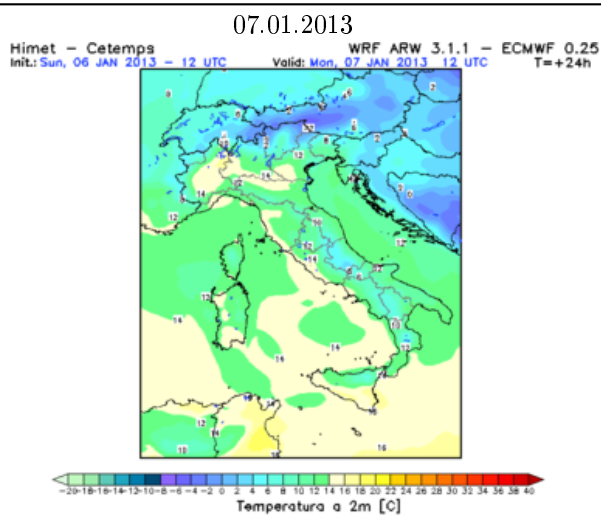 07.01.2013
Himet – Cetemps WRF ARW 3.1.1 – ECMWF 0.25
Init.: Sun, 06 JAN 2013 – 12 UTC Valid: Mon, 07 JAN 2013 12 UTC T=+24h
-20 -18 -16 -14 -12 -10 -8 -6 -4 -2 0 2 4 6 8 10 12 14 16 18 20 22 24 26 28 30 32 34 36 38 40
Temperatura a 2m [C]